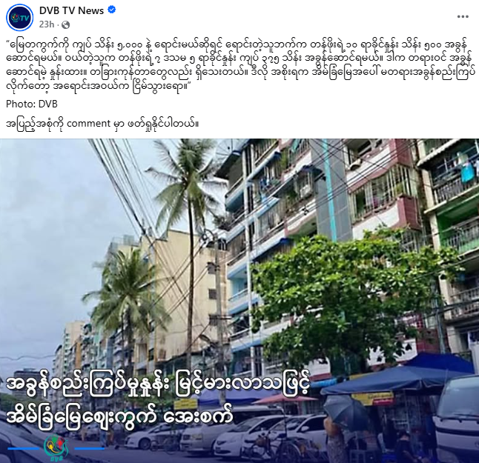 DVB TV News
23h
“မြေတကွက်ကို ကျပ် သိန်း ၅,၀၀၀ နဲ့ ရောင်းမယ်ဆိုရင် ရောင်းတဲ့သူဘက်က တန်ဖိုးရဲ့ ၁၀ ရာခိုင်နှုန်း သိန်း ၅၀၀ အခွန်
ဆောင်ရမယ်။ ဝယ်တဲ့သူက တန်ဖိုးရဲ့ ၇ ဒသမ ၅ ရာခိုင်နှုန်း ကျပ် ၃၇၅ သိန်း အခွန်ဆောင်ရမယ်။ ဒါက တရားဝင် အခွန်
ဆောင်ရမဲ့ နှုန်းထား။ တခြားကုန်တာတွေလည်း ရှိသေးတယ်။ ဒီလို အစိုးရက အိမ်ခြံမြေအပေါ် မတရားအခွန်စည်းကြပ်
လိုက်တော့ အရောင်းအဝယ်က ငြိမ်သွားရော။”
Photo: DVB
အပြည့်အစုံကို comment မှာ ဖတ်ရှုနိုင်ပါတယ်။
အခွန်စည်းကြပ်မှုနှုန်း မြင့်မားလာသဖြင့်
အိမ်ခြံမြေဈေးကွက် အေးစက်
DVB